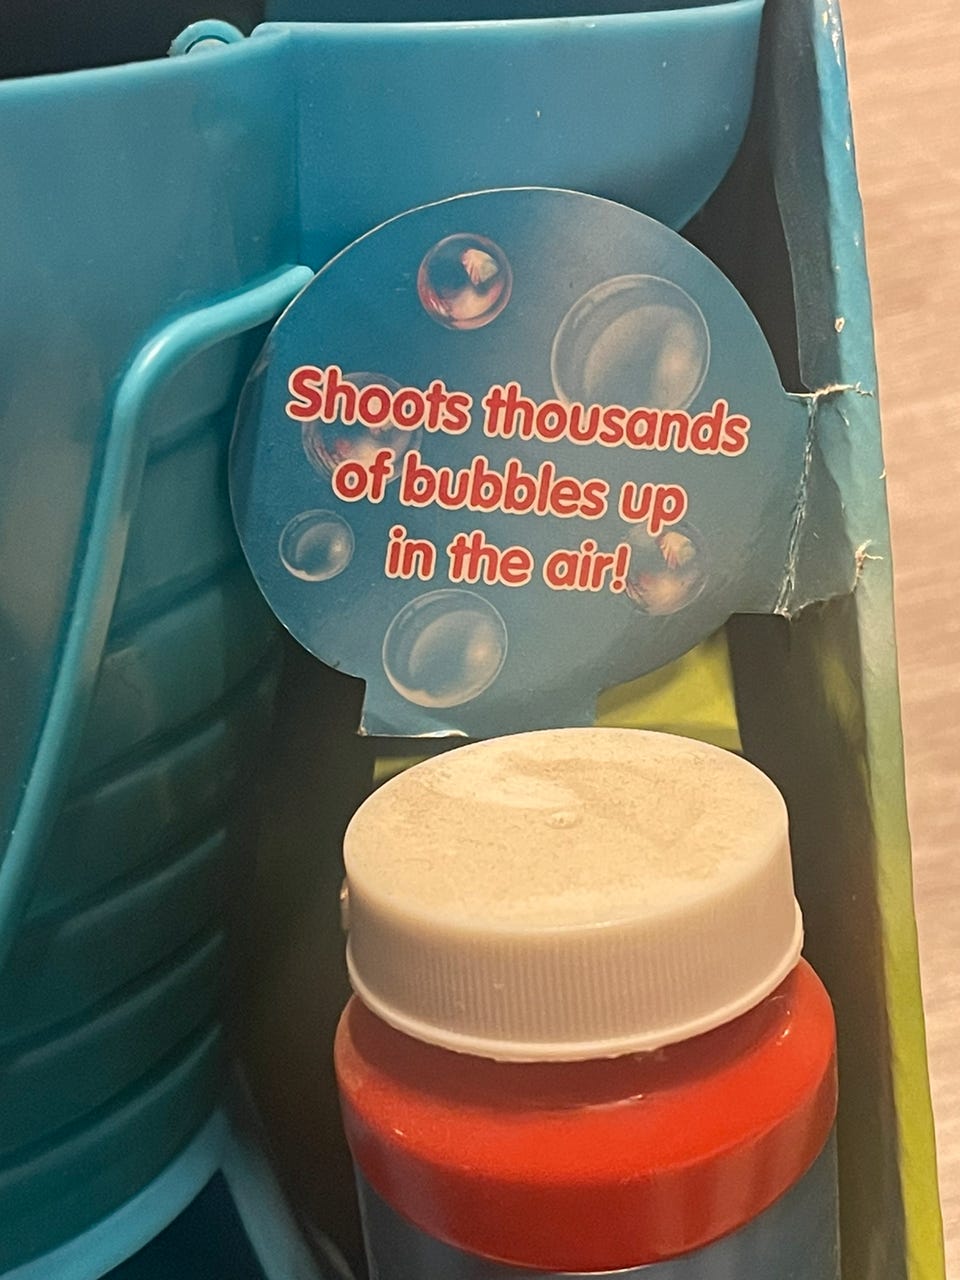 Shoots thousands
of bubbles up
in the air!